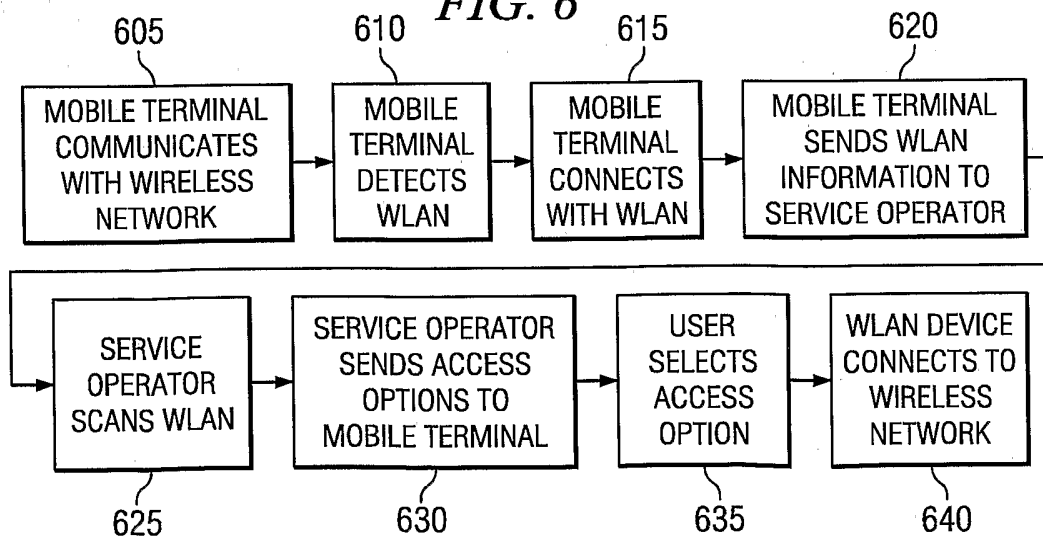 FIG. 6
605
610
615
620
MOBILE TERMINAL
COMMUNICATES
WITH WIRELESS
NETWORK
MOBILE
TERMINAL
DETECTS
WLAN
MOBILE
TERMINAL
CONNECTS
WITH WLAN
MOBILE TERMINAL
SENDS WLAN
INFORMATION TO
SERVICE OPERATOR
SERVICE
OPERATOR
SCANS WLAN
SERVICE OPERATOR
SENDS ACCESS
OPTIONS TO
MOBILE TERMINAL
USER
SELECTS
ACCESS
OPTION
WLAN DEVICE
CONNECTS TO
WIRELESS
NETWORK
625
630
635
640